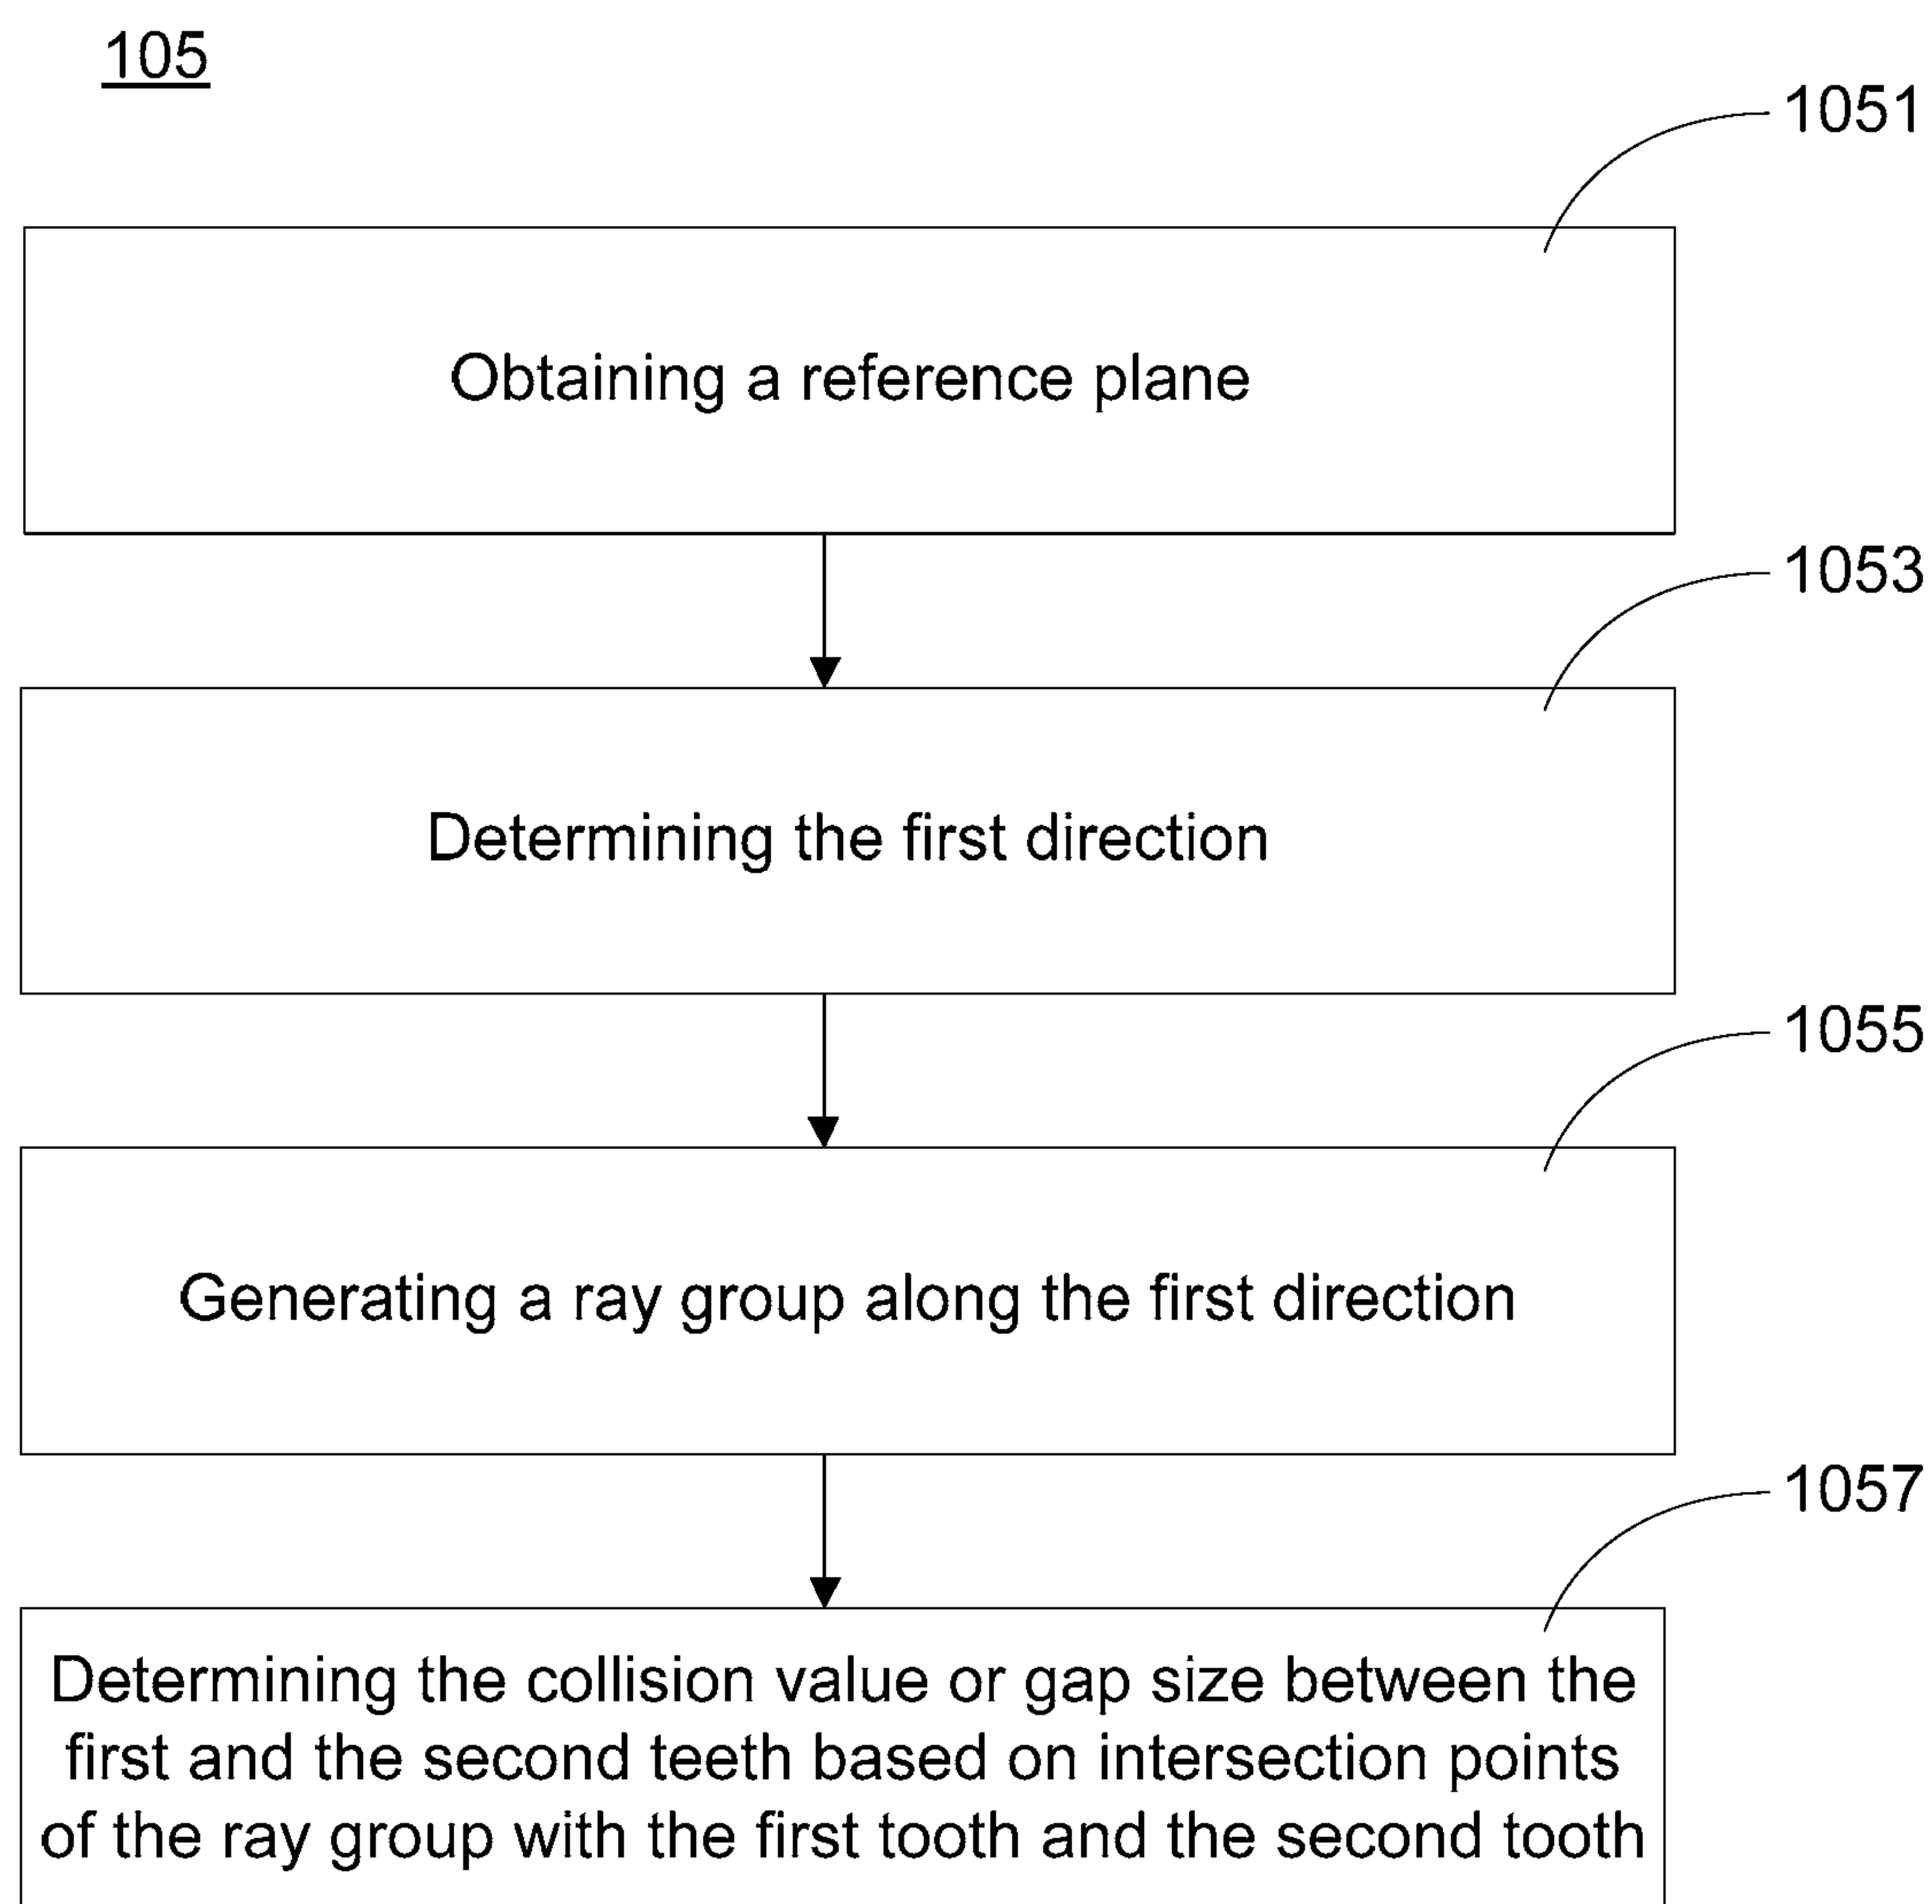 105
1051
Obtaining a reference plane
1053
Determining the first direction
1055
Generating a ray group along the first direction
1057
Determining the collision value or gap size between the
first and the second teeth based on intersection points
of the ray group with the first tooth and the second tooth